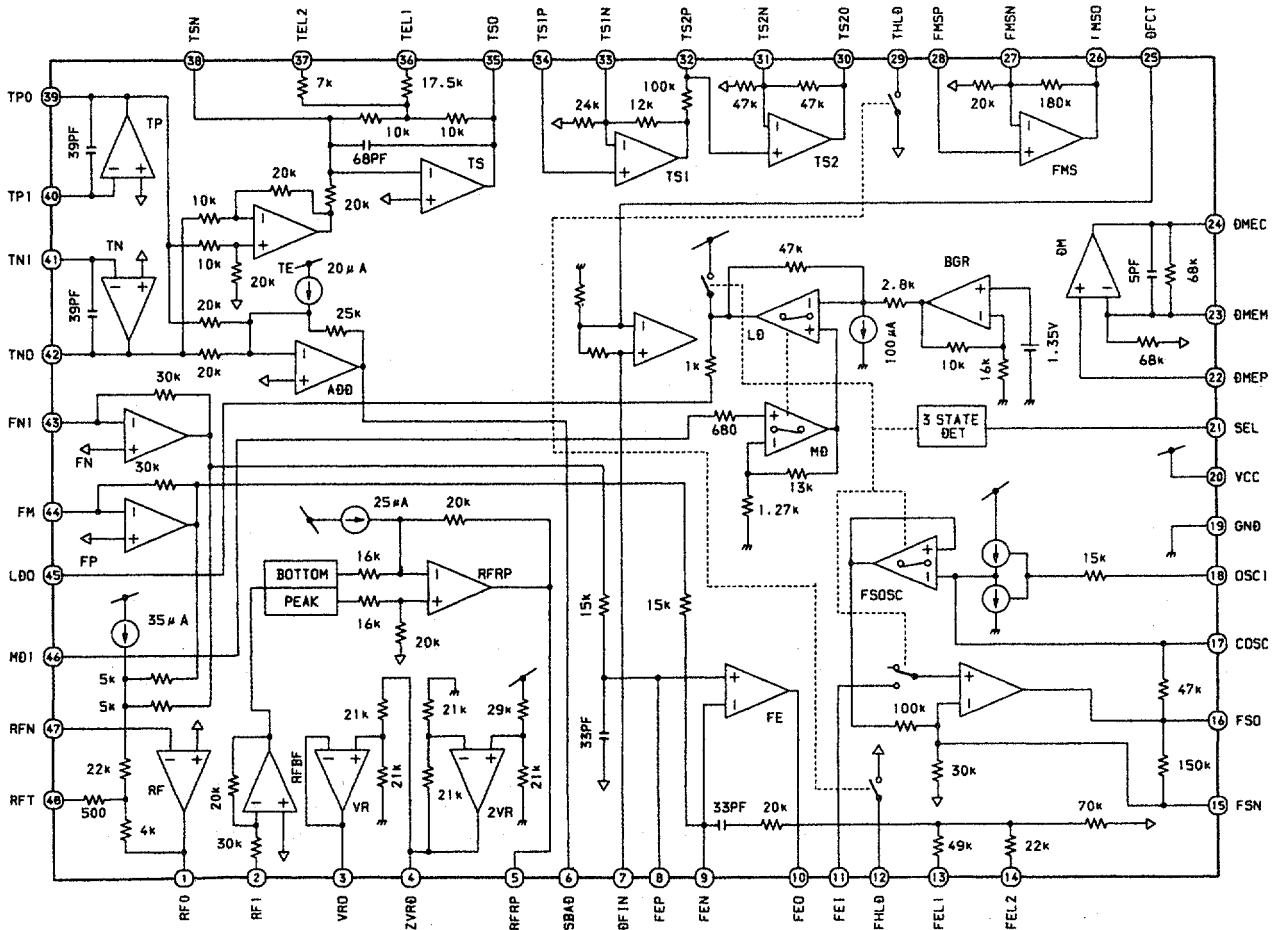 TSN
TEL2
TEL1
TSO
TS1P
TS1N
TS2P
TS2N
TS2O
THLD
FMSP
FMSN
FMSO
DFCT
38
37
36
35
34
33
32
31
30
29
28
27
26
25
7k
17.5k
100k
TPO
39
TP
10k
10k
24k
12k
47k
47k
20k
180k
39PF
68PF
TS
TS1
TS2
FMS
TPI
40
20k
20k
10k
TNI
41
TN
10k
20k
TE
20µA
47k
BGR
DM
5PF
68k
24
DMEC
39PF
20k
25k
2.8k
23
DMEM
TNO
42
20k
ADD
LD
100µA
10k
16k
1.35V
68k
1k
22
DMEP
FNI
43
30k
FN
30k
680
MD
3 STATE
DET
21
SEL
13k
20
VCC
FM
44
FP
25µA
20k
1.27k
19
GND
LDO
45
BOTTOM
PEAK
16k
16k
RFRP
20k
15k
15k
FSOSC
15k
18
OSCI
35µA
MDI
46
17
COSC
5k
5k
RFN
47
21k
21k
29k
33PF
FE
100k
47k
16
FSO
22k
RF
20k
RFBF
VR
21k
21k
2VR
21k
30k
150k
RFT
48
500
4k
30k
33PF
20k
70k
15
FSN
49k
22k
1
2
3
4
5
6
7
8
9
10
11
12
13
14
RFO
RFI
VRO
2VRO
RFRP
SBAD
DFIN
FEP
FEN
FEO
FEI
FHLD
FEL1
FEL2